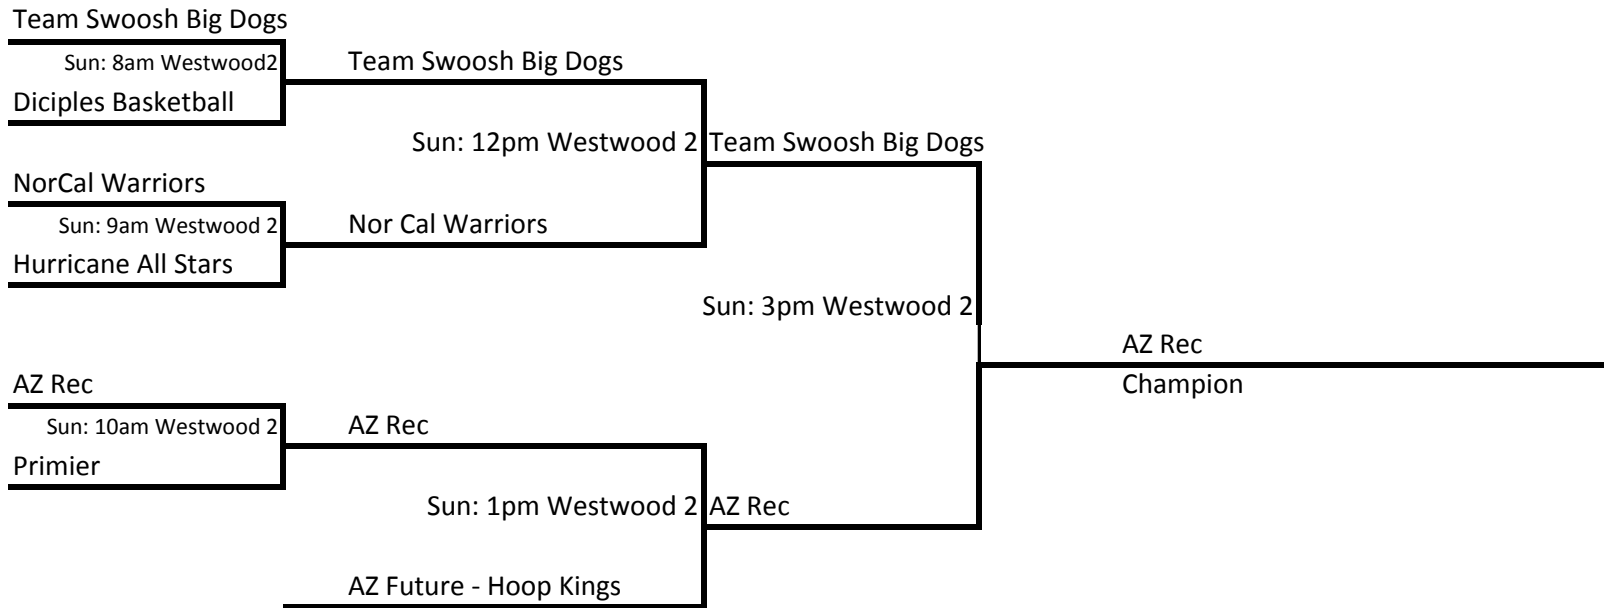 Team Swoosh Big Dogs
Sun: 8am Westwood2
Team Swoosh Big Dogs
Diciples Basketball
Sun: 12pm Westwood 2
Team Swoosh Big Dogs
NorCal Warriors
Sun: 9am Westwood 2
Nor Cal Warriors
Hurricane All Stars
Sun: 3pm Westwood 2
AZ Rec
Champion
AZ Rec
Sun: 10am Westwood 2
AZ Rec
Primier
Sun: 1pm Westwood 2
AZ Rec
AZ Future - Hoop Kings